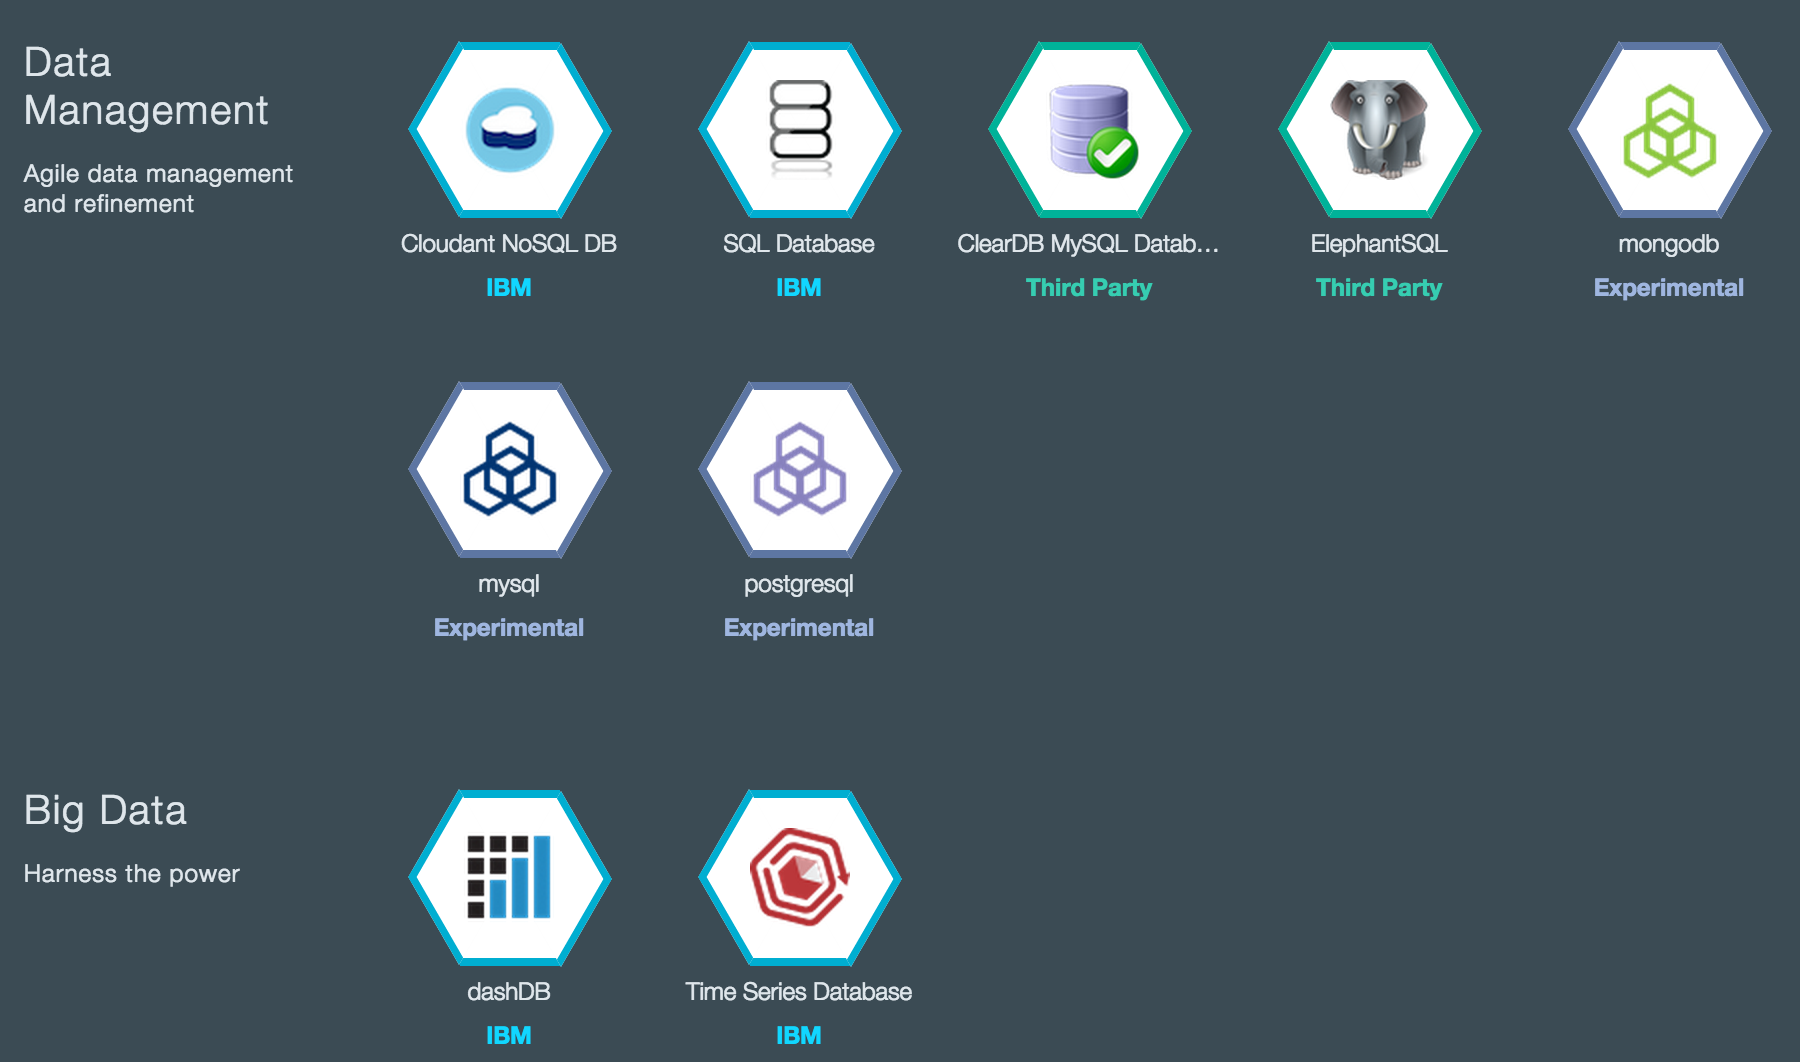 Data
Management
Agile data management
and refinement
Cloudant NoSQL DB
IBM
SQL Database
IBM
ClearDB MySQL Datab...
Third Party
ElephantSQL
Third Party
mongodb
Experimental
mysql
Experimental
postgresql
Experimental
Big Data
Harness the power
dashDB
IBM
Time Series Database
IBM